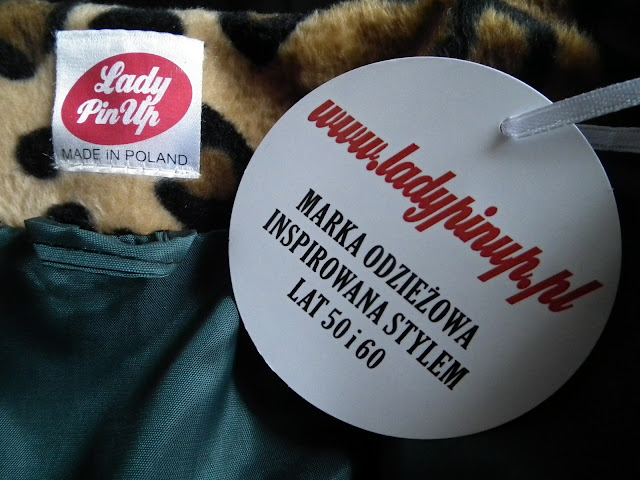 Lady
PinUp
MADE IN POLAND
www.ladypinup.pl
MARKA ODZIEŻOWA
INSPIROWANA STYLEM
LAT 50 i 60